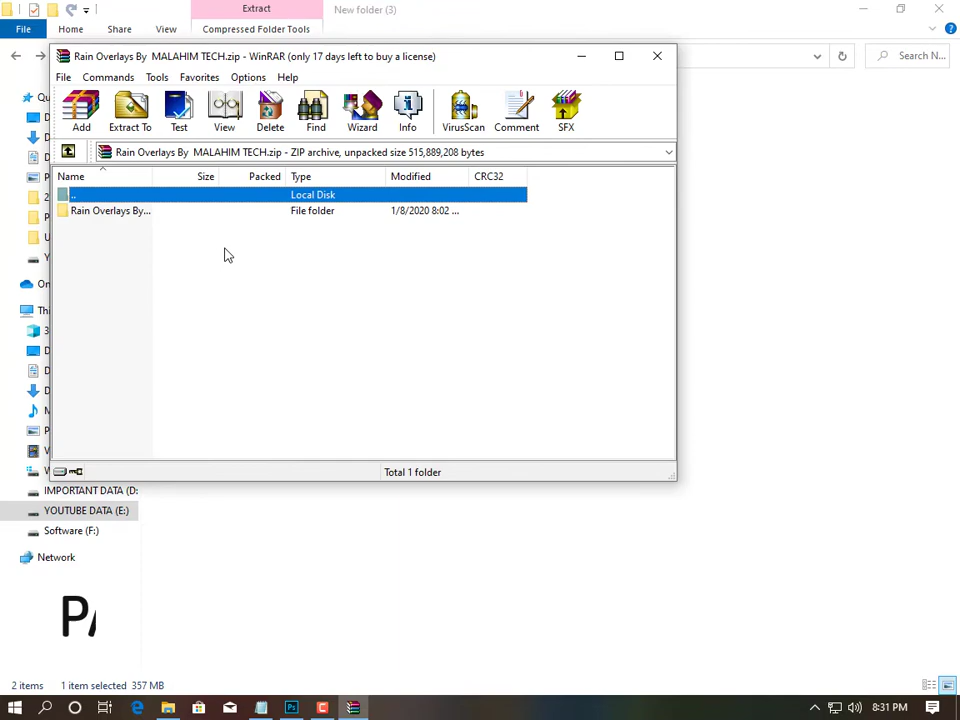 Extract
New folder (3)
File
Home
Share
View
Compressed Folder Tools
Rain Overlays By MALAHIM TECH.zip - WinRAR (only 17 days left to buy a license)
Search N...
File Commands Tools Favorites Options Help
Add Extract To Test View Delete Find Wizard Info VirusScan Comment SFX
Rain Overlays By MALAHIM TECH.zip - ZIP archive, unpacked size 515,889,208 bytes
Name Size Packed Type Modified CRC32
.. Local Disk
Rain Overlays By... File folder 1/8/2020 8:02 ...
Total 1 folder
IMPORTANT DATA (D:
YOUTUBE DATA (E:)
Software (F:)
Network
2 items 1 item selected 357 MB
8:31 PM